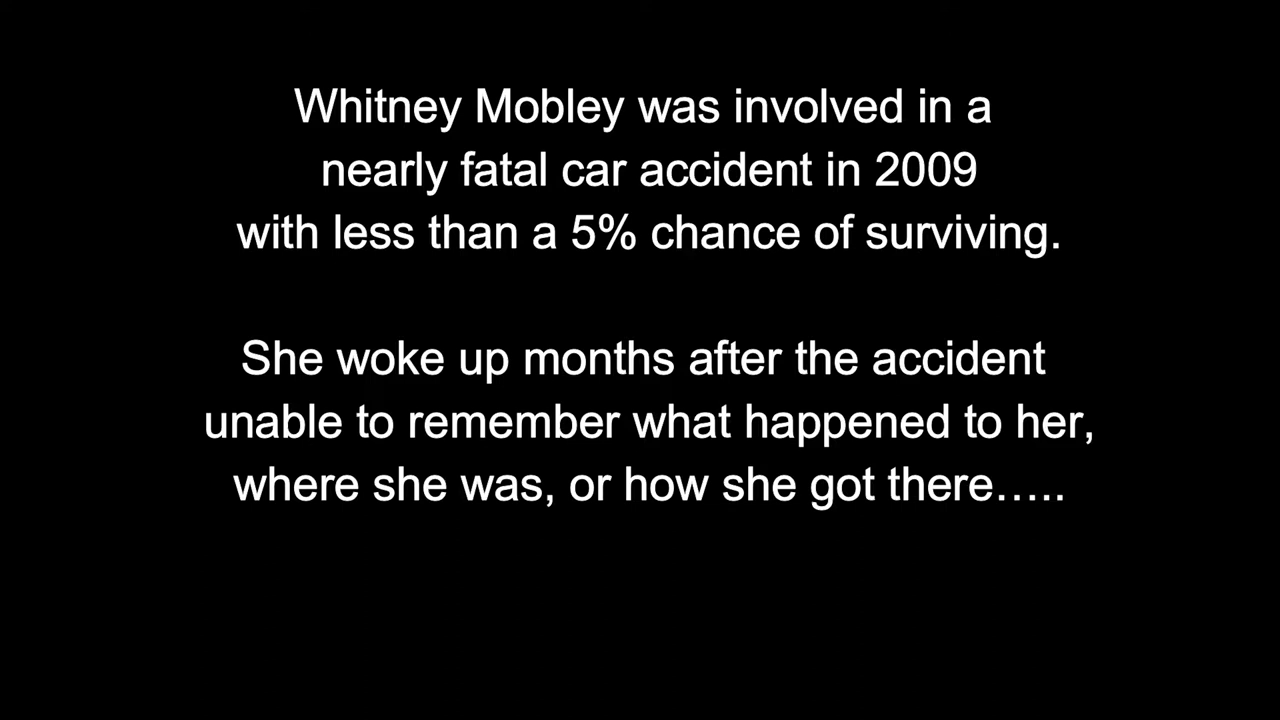 Whitney Mobley was involved in a
nearly fatal car accident in 2009
with less than a 5% chance of surviving.
She woke up months after the accident
unable to remember what happened to her,
where she was, or how she got there…..